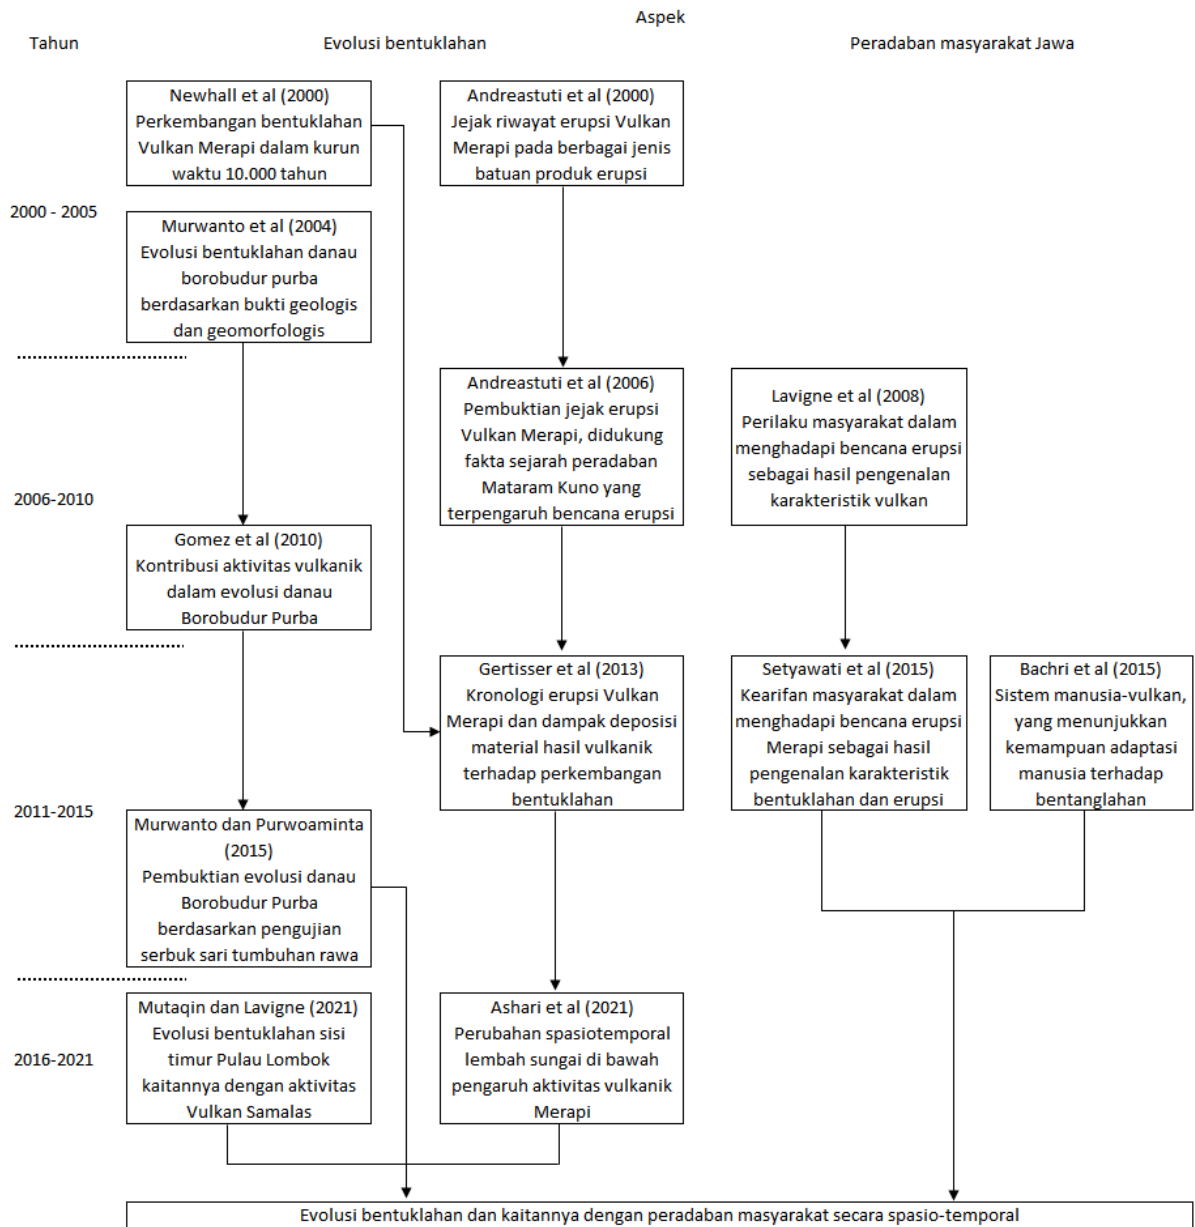 Aspek
Tahun
Evolusi bentuklahan
Peradaban masyarakat Jawa
2000 - 2005
Newhall et al (2000)
Perkembangan bentuklahan
Vulkan Merapi dalam kurun
waktu 10.000 tahun
Andreastuti et al (2000)
Jejak riwayat erupsi Vulkan
Merapi pada berbagai jenis
batuan produk erupsi
Murwanto et al (2004)
Evolusi bentuklahan danau
borobudur purba
berdasarkan bukti geologis
dan geomorfologis
2006-2010
Andreastuti et al (2006)
Pembuktian jejak erupsi
Vulkan Merapi, didukung
fakta sejarah peradaban
Mataram Kuno yang
terpengaruh bencana erupsi
Lavigne et al (2008)
Perilaku masyarakat dalam
menghadapi bencana erupsi
sebagai hasil pengenalan
karakteristik vulkan
Gomez et al (2010)
Kontribusi aktivitas vulkanik
dalam evolusi danau
Borobudur Purba
2011-2015
Gertisser et al (2013)
Kronologi erupsi Vulkan
Merapi dan dampak deposisi
material hasil vulkanik
terhadap perkembangan
bentuklahan
Setyawati et al (2015)
Kearifan masyarakat dalam
menghadapi bencana erupsi
Merapi sebagai hasil
pengenalan karakteristik
bentuklahan dan erupsi
Bachri et al (2015)
Sistem manusia-vulkan,
yang menunjukkan
kemampuan adaptasi
manusia terhadap
bentanglahan
Murwanto dan Purwoaminta
(2015)
Pembuktian evolusi danau
Borobudur Purba
berdasarkan pengujian
serbuk sari tumbuhan rawa
2016-2021
Mutaqin dan Lavigne (2021)
Evolusi bentuklahan sisi
timur Pulau Lombok
kaitannya dengan aktivitas
Vulkan Samalas
Ashari et al (2021)
Perubahan spasiotemporal
lembah sungai di bawah
pengaruh aktivitas vulkanik
Merapi
Evolusi bentuklahan dan kaitannya dengan peradaban masyarakat secara spasio-temporal